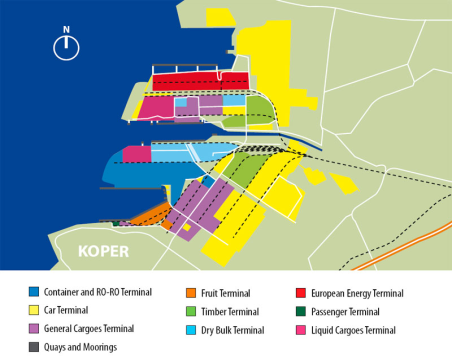 N
KOPER
Container and RO-RO Terminal
Fruit Terminal
European Energy Terminal
Car Terminal
Timber Terminal
Passenger Terminal
General Cargoes Terminal
Dry Bulk Terminal
Liquid Cargoes Terminal
Quays and Moorings